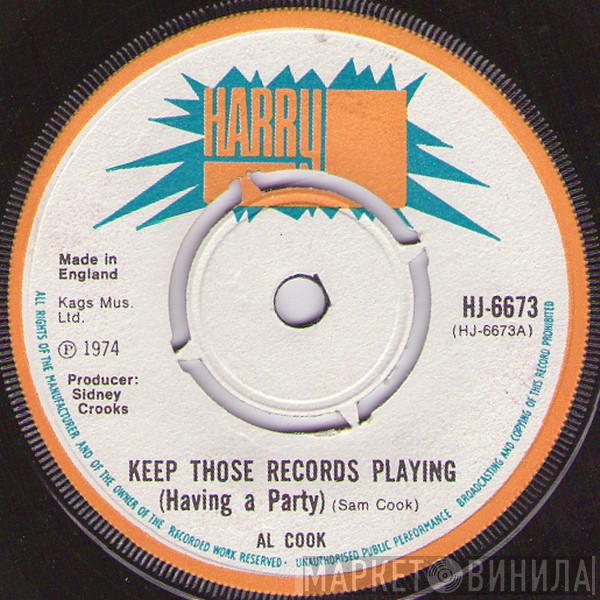 HARRY
Made in
England
Kags Mus.
Ltd.
Ⓟ 1974
Producer:
Sidney
Crooks
HJ-6673
(HJ-6673A)
KEEP THOSE RECORDS PLAYING
(Having a Party) (Sam Cook)
AL COOK
ALL RIGHTS OF THE MANUFACTURER AND OF THE OWNER OF THE RECORDED WORK RESERVED · UNAUTHORISED PUBLIC PERFORMANCE BROADCASTING AND COPYING OF THIS RECORD PROHIBITED
МАРКЕТ ВИНИЛА